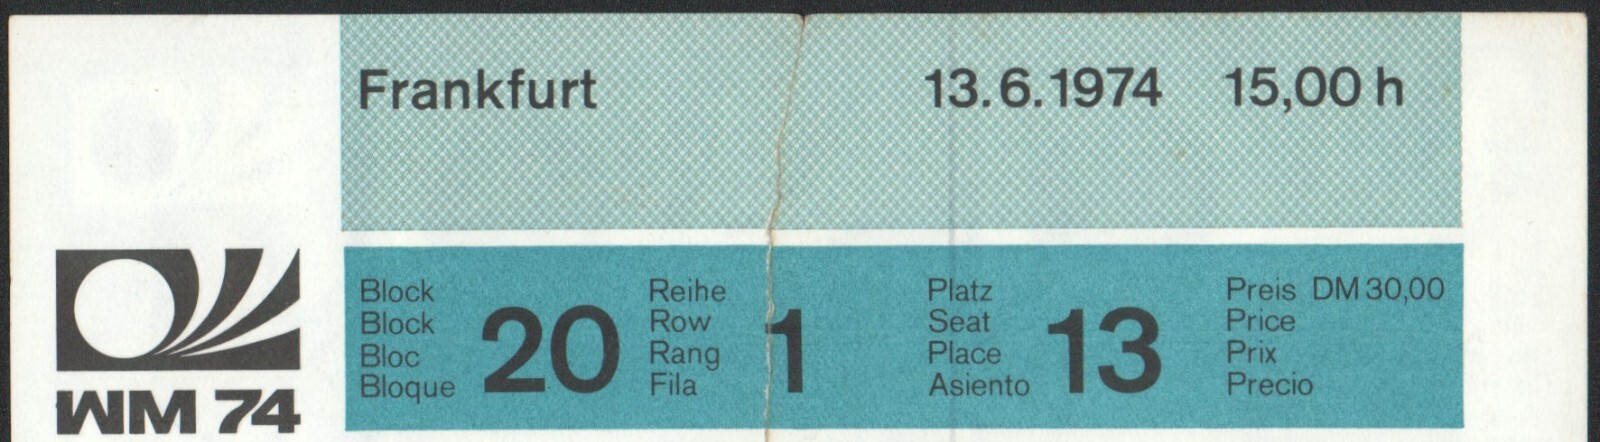 Frankfurt 13.6.1974 15,00 h
Block Reihe Platz Preis DM 30,00
Block 20 Row 1 Seat 13 Price
Bloc Rang Place Prix
Bloque Fila Asiento Precio
WM 74